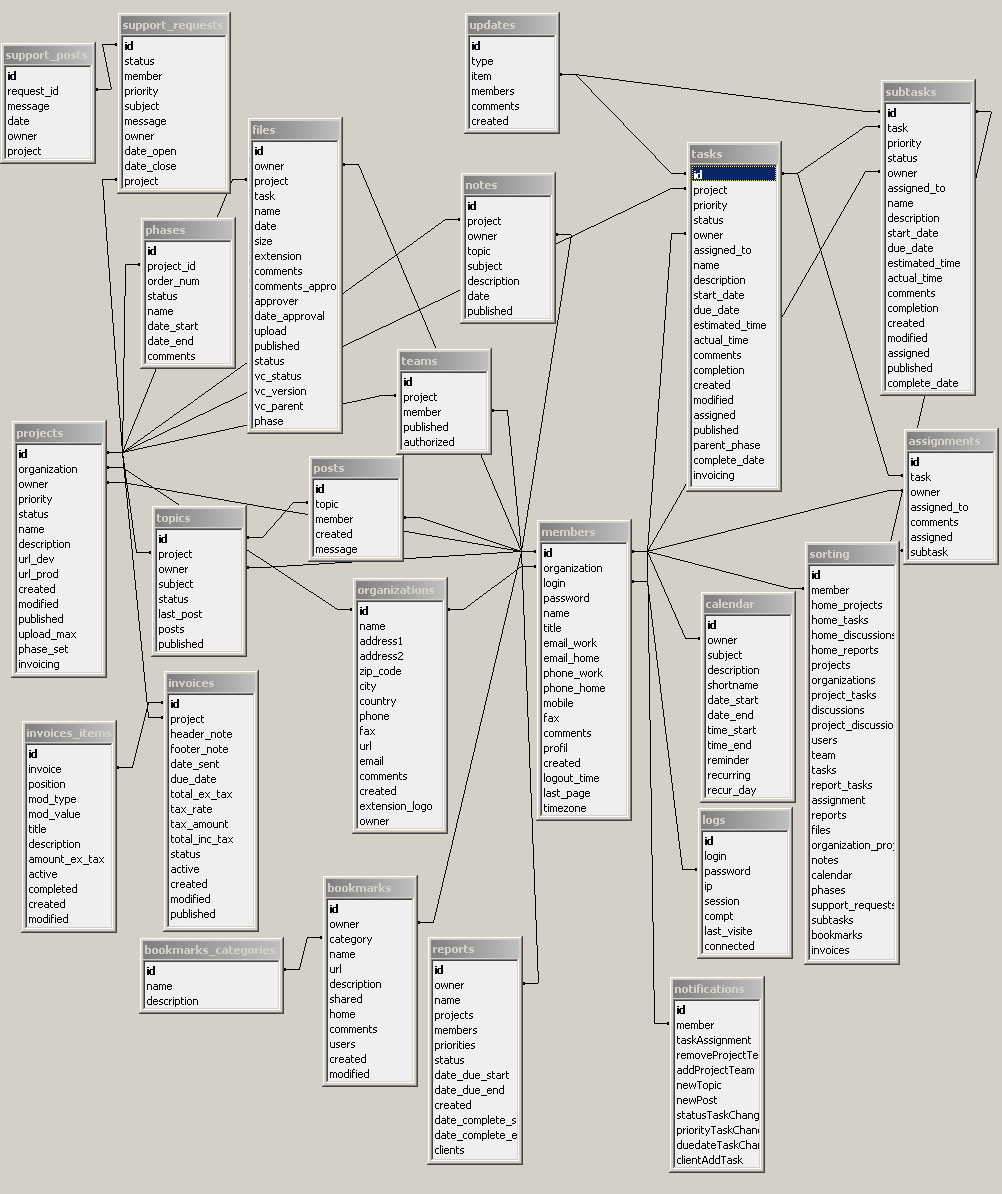 support_requests
id
status
member
priority
subject
message
owner
date_open
date_close
project
support_posts
id
request_id
message
date
owner
project
updates
id
type
item
members
comments
created
subtasks
id
task
priority
status
owner
assigned_to
name
description
start_date
due_date
estimated_time
actual_time
comments
completion
created
modified
assigned
published
complete_date
files
id
owner
project
task
name
date
size
extension
comments
comments_appro
approver
date_approval
upload
published
status
vc_status
vc_version
vc_parent
phase
tasks
id
project
priority
status
owner
assigned_to
name
description
start_date
due_date
estimated_time
actual_time
comments
completion
created
modified
assigned
published
parent_phase
complete_date
invoicing
notes
id
project
owner
topic
subject
description
date
published
phases
id
project_id
order_num
status
name
date_start
date_end
comments
teams
id
project
member
published
authorized
projects
id
organization
owner
priority
status
name
description
url_dev
url_prod
created
modified
published
upload_max
phase_set
invoicing
assignments
id
task
owner
assigned_to
comments
assigned
subtask
posts
id
topic
member
created
message
topics
id
project
owner
subject
status
last_post
posts
published
members
id
organization
login
password
name
title
email_work
email_home
phone_work
phone_home
mobile
fax
comments
profil
created
logout_time
last_page
timezone
sorting
id
member
home_projects
home_tasks
home_discussions
home_reports
projects
organizations
project_tasks
discussions
project_discussio
users
team
tasks
report_tasks
assignment
reports
files
organization_proj
notes
calendar
phases
support_requests
subtasks
bookmarks
invoices
organizations
id
name
address1
address2
zip_code
city
country
phone
fax
url
email
comments
created
extension_logo
owner
calendar
id
owner
subject
description
shortname
date_start
date_end
time_start
time_end
reminder
recurring
recur_day
invoices
id
project
header_note
footer_note
date_sent
due_date
total_ex_tax
tax_rate
tax_amount
total_inc_tax
status
active
created
modified
published
invoices_items
id
invoice
position
mod_type
mod_value
title
description
amount_ex_tax
active
completed
created
modified
logs
id
login
password
ip
session
compt
last_visite
connected
bookmarks
id
owner
category
name
url
description
shared
home
comments
users
created
modified
bookmarks_categories
id
name
description
reports
id
owner
name
projects
members
priorities
status
date_due_start
date_due_end
created
date_complete_s
date_complete_e
clients
notifications
id
member
taskAssignment
removeProjectTe
addProjectTeam
newTopic
newPost
statusTaskChang
priorityTaskChan
duedateTaskChai
clientAddTask